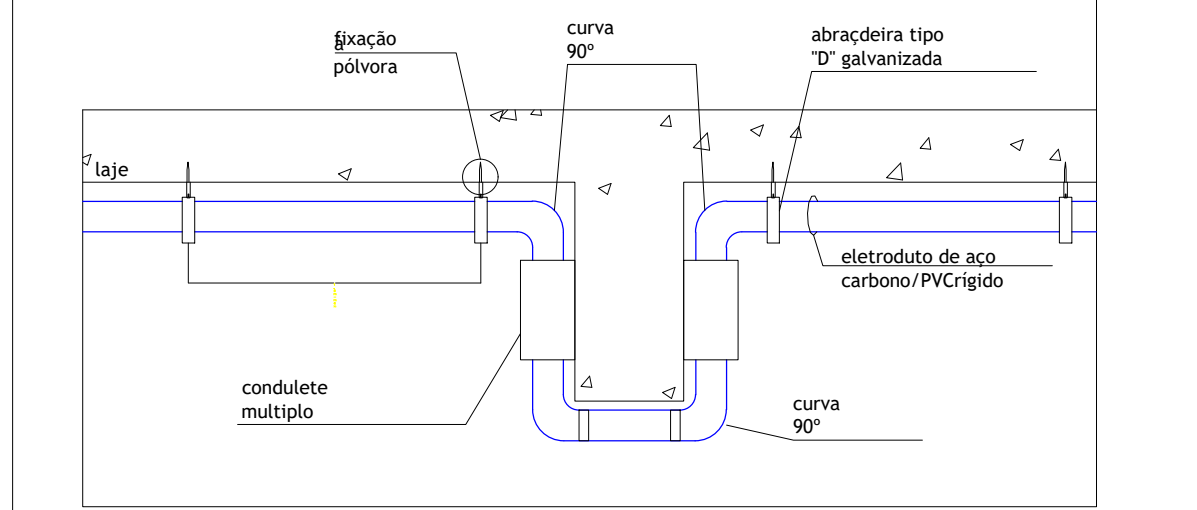 fixação
à
pólvora
curva
90º
abraçdeira tipo
"D" galvanizada
laje
eletroduto de aço
carbono/PVCrígido
condulete
multiplo
curva
90º